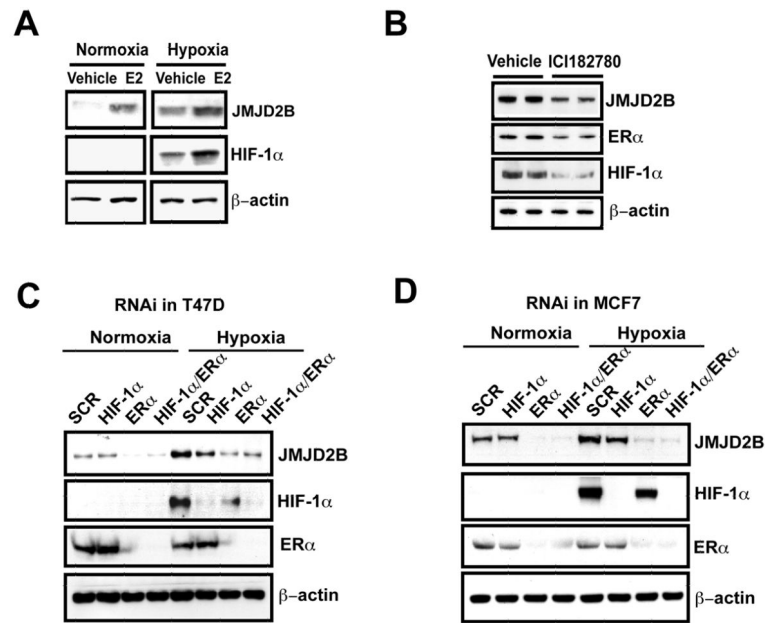 A
Normoxia Hypoxia
Vehicle E2 Vehicle E2
JMJD2B
HIF-1α
β-actin
B
Vehicle ICI182780
JMJD2B
ERα
HIF-1α
β-actin
C
RNAi in T47D
Normoxia Hypoxia
SCR HIF-1α ERα HIF-1α/ERα SCR HIF-1α ERα HIF-1α/ERα
JMJD2B
HIF-1α
ERα
β-actin
D
RNAi in MCF7
Normoxia Hypoxia
SCR HIF-1α ERα HIF-1α/ERα SCR HIF-1α ERα HIF-1α/ERα
JMJD2B
HIF-1α
ERα
β-actin